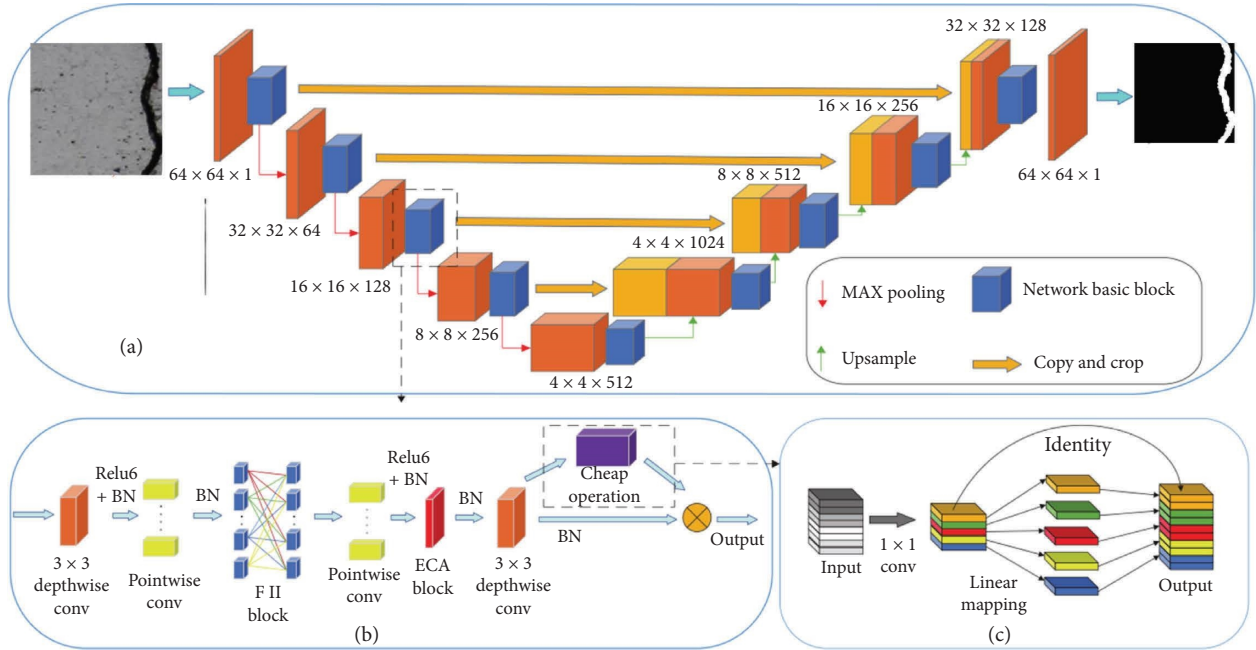 32 × 32 × 128
16 × 16 × 256
64 × 64 × 1
8 × 8 × 512
64 × 64 × 1
32 × 32 × 64
4 × 4 × 1024
16 × 16 × 128
MAX pooling
Network basic block
8 × 8 × 256
(a)
Upsample
Copy and crop
4 × 4 × 512
Relu6
+ BN
BN
Relu6
+ BN
BN
Cheap
operation
BN
Output
3 × 3
depthwise
conv
Pointwise
conv
F II
block
Pointwise
conv
ECA
block
3 × 3
depthwise
conv
(b)
Identity
Input
1 × 1
conv
Linear
mapping
Output
(c)